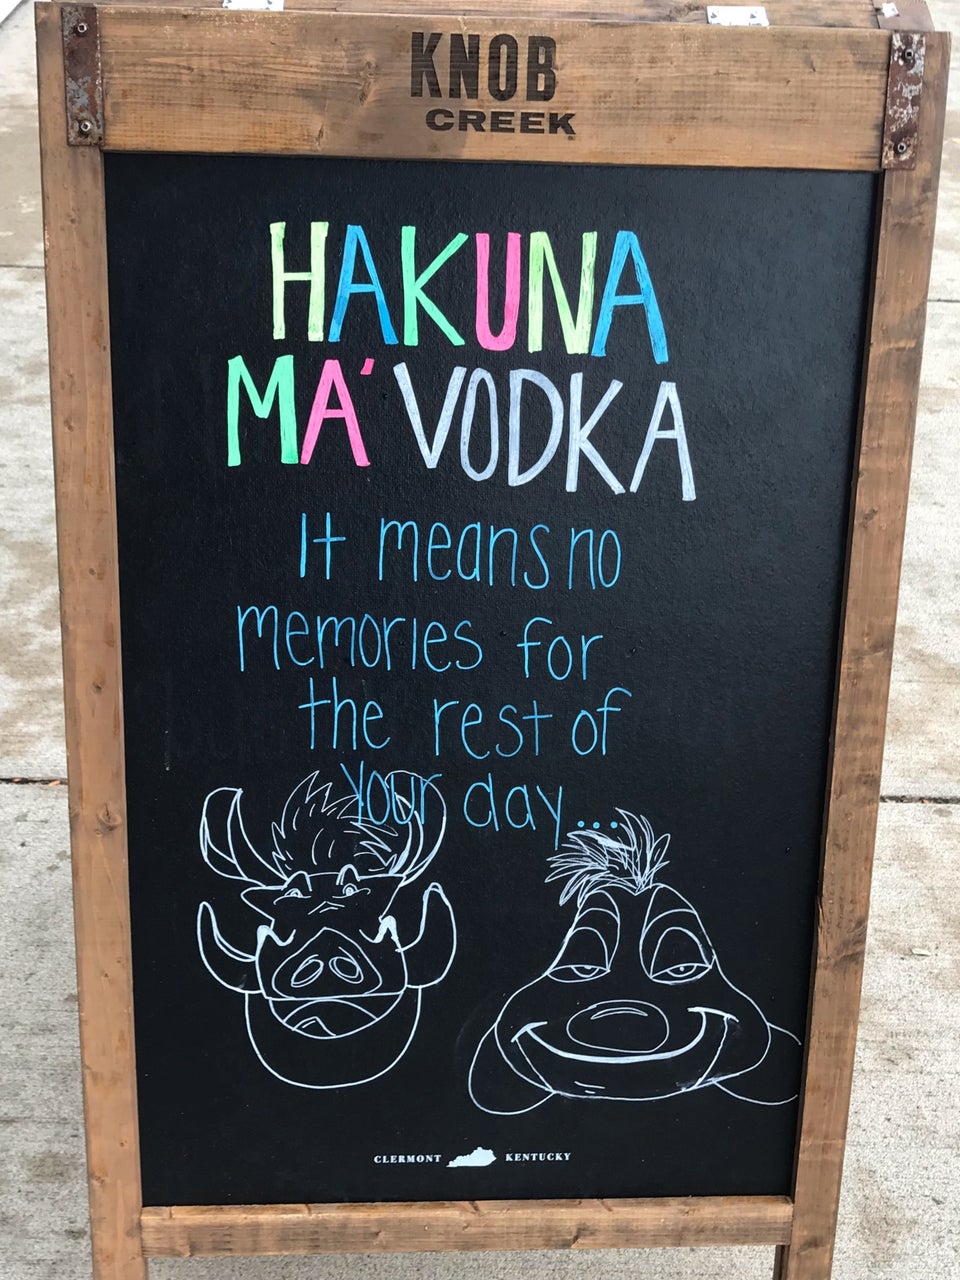 KNOB
CREEK
HAKUNA
MA' VODKA
It means no
memories for
the rest of
your day...
CLERMONT KENTUCKY